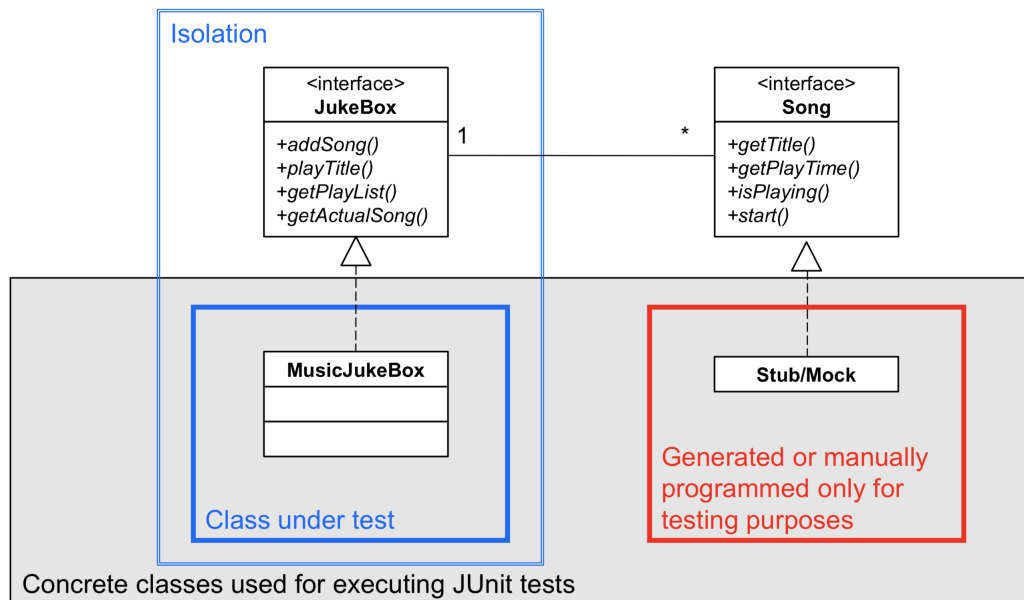 Isolation
<interface>
JukeBox
+addSong()
+playTitle()
+getPlayList()
+getActualSong()
1
*
<interface>
Song
+getTitle()
+getPlayTime()
+isPlaying()
+start()
MusicJukeBox
Class under test
Stub/Mock
Generated or manually
programmed only for
testing purposes
Concrete classes used for executing JUnit tests